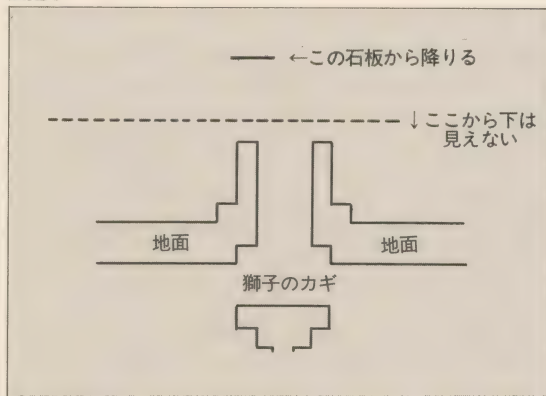 ←この石板から降りる
↓ここから下は
見えない
地面
地面
獅子のカギ